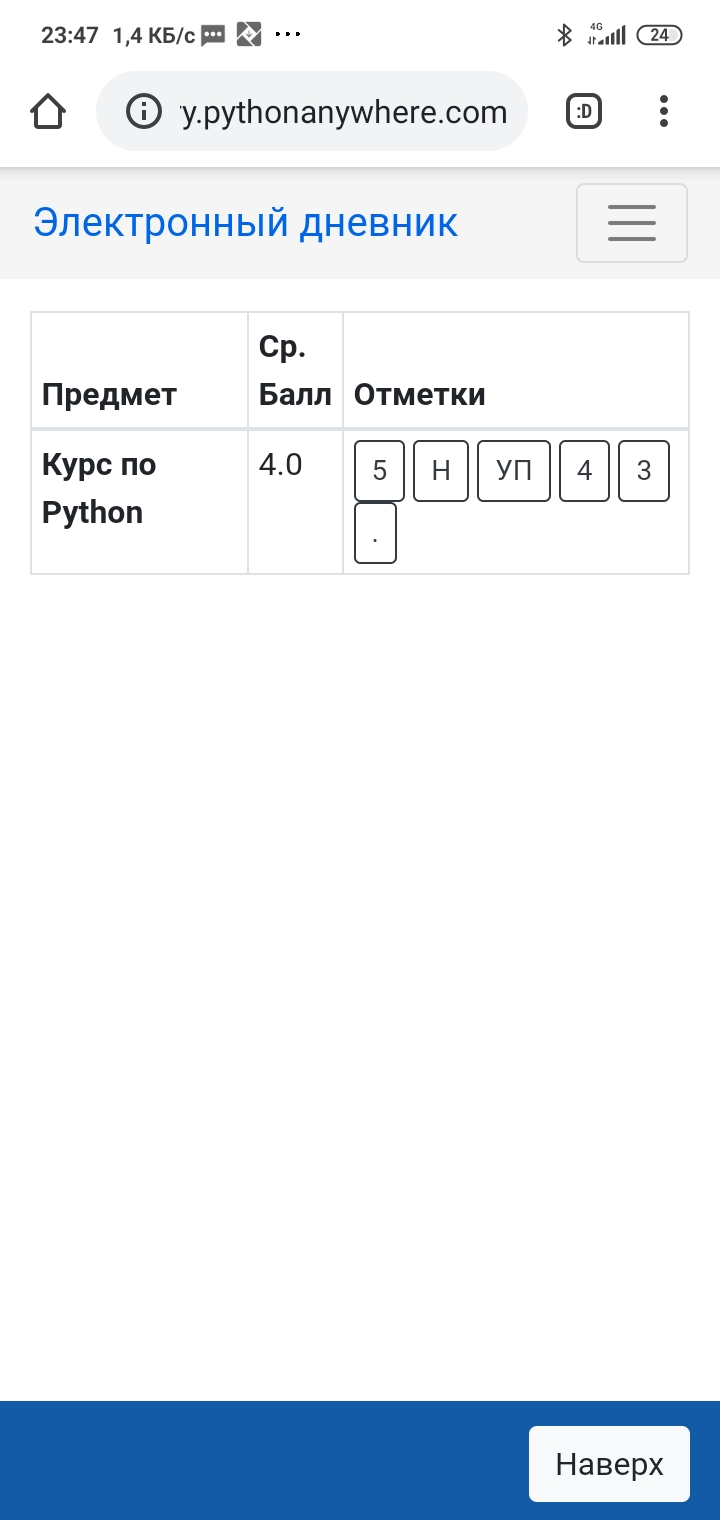 23:47 1,4 КБ/с 4G 24
y.pythonanywhere.com :D
Электронный дневник
Ср.
Предмет Балл Отметки
Курс по 4.0 5 Н УП 4 3
Python .
Наверх